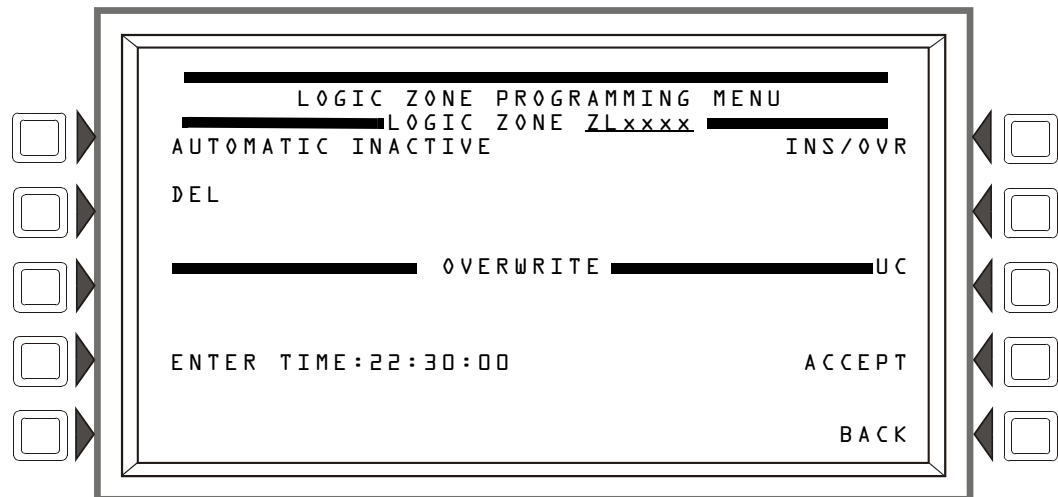 LOGIC ZONE PROGRAMMING MENU
LOGIC ZONE ZLxxxx
AUTOMATIC INACTIVE INS/OVR
DEL
OVERWRITE UC
ENTER TIME:22:30:00 ACCEPT
BACK